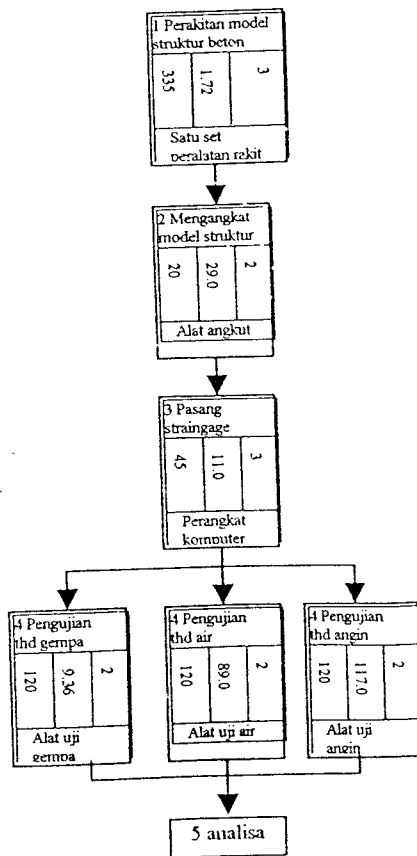 1 Perakitan model
struktur beton
335 1.72 3
Satu set
peralatan rakit
2 Mengangkat
model struktur
20 29.0 2
Alat angkut
3 Pasang
straingage
45 11.0 3
Perangkat
komputer
4 Pengujian
thd gempa
120 9.36 2
Alat uji
gempa
4 Pengujian
thd air
120 89.0 2
Alat uji air
4 Pengujian
thd angin
120 117.0 2
Alat uji
angin
5 analisa